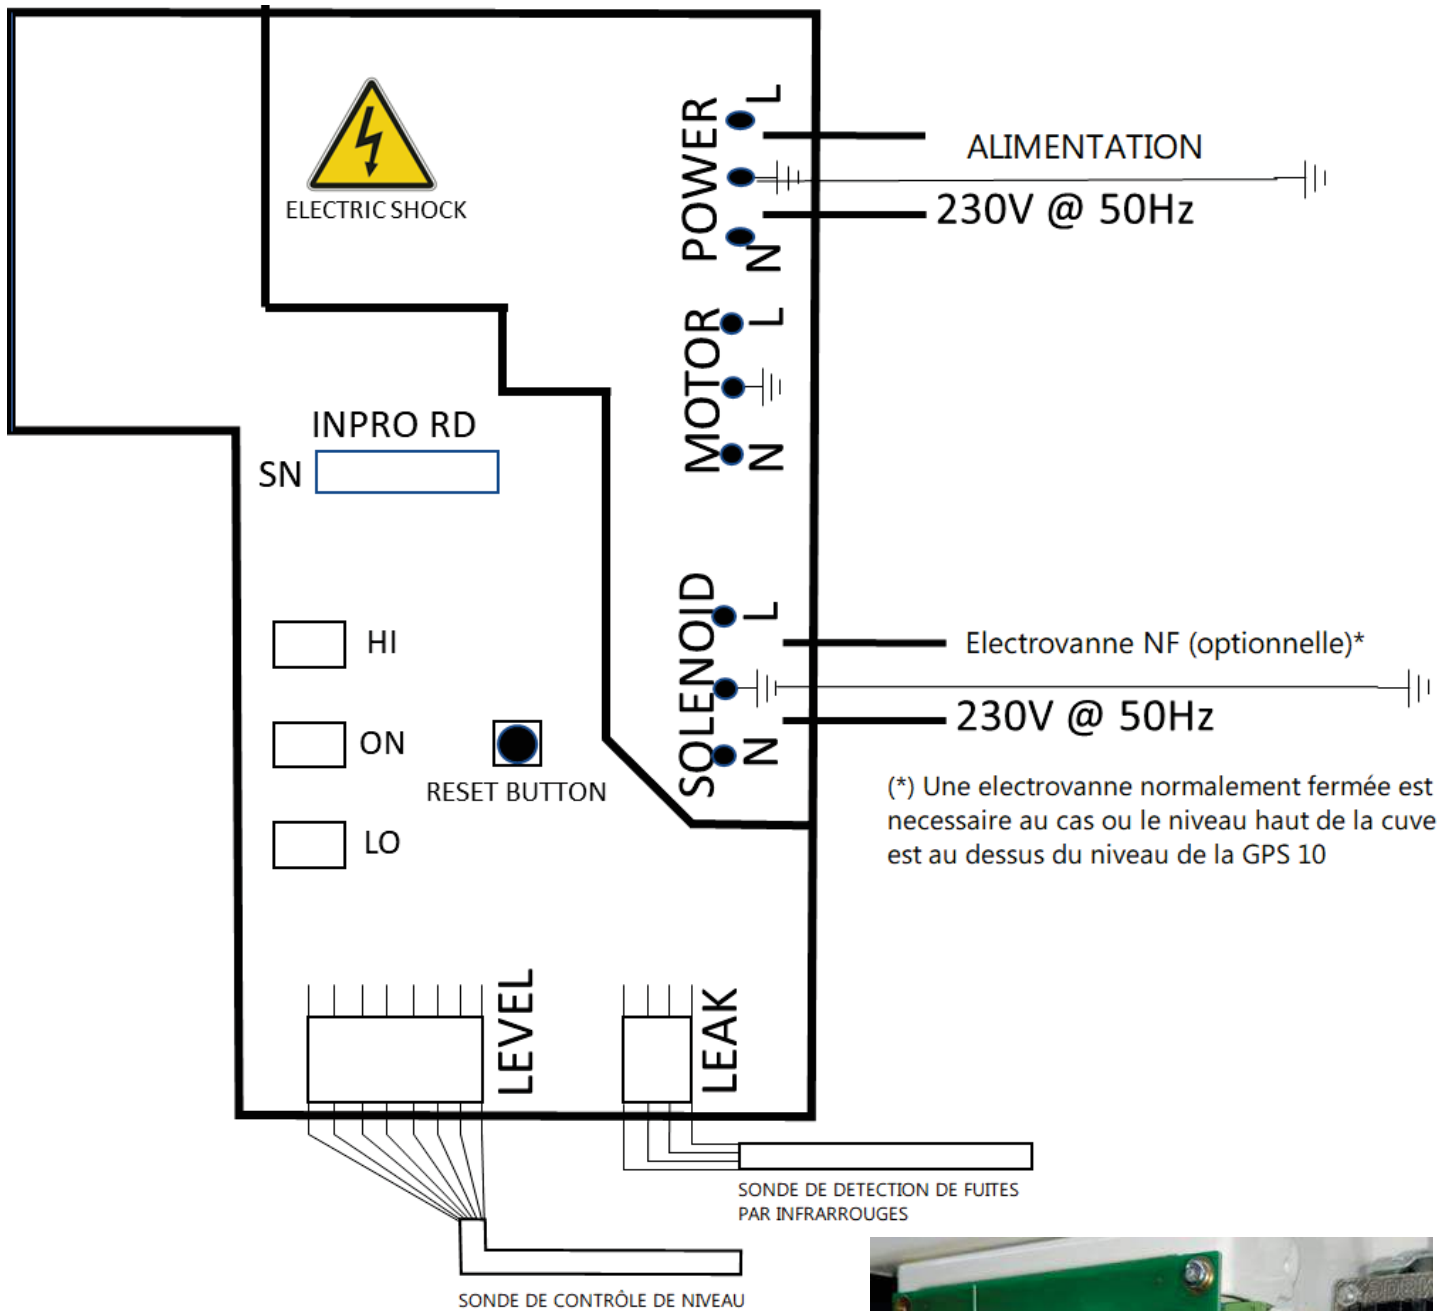 ELECTRIC SHOCK
POWER
L
N
ALIMENTATION
230V @ 50Hz
MOTOR
L
N
INPRO RD
SN
HI
ON
LO
RESET BUTTON
SOLENOID
L
N
Electrovanne NF (optionnelle)*
230V @ 50Hz
(*) Une electrovanne normalement fermée est
necessaire au cas ou le niveau haut de la cuve
est au dessus du niveau de la GPS 10
LEVEL
LEAK
SONDE DE DETECTION DE FUITES
PAR INFRARROUGES
SONDE DE CONTRÔLE DE NIVEAU